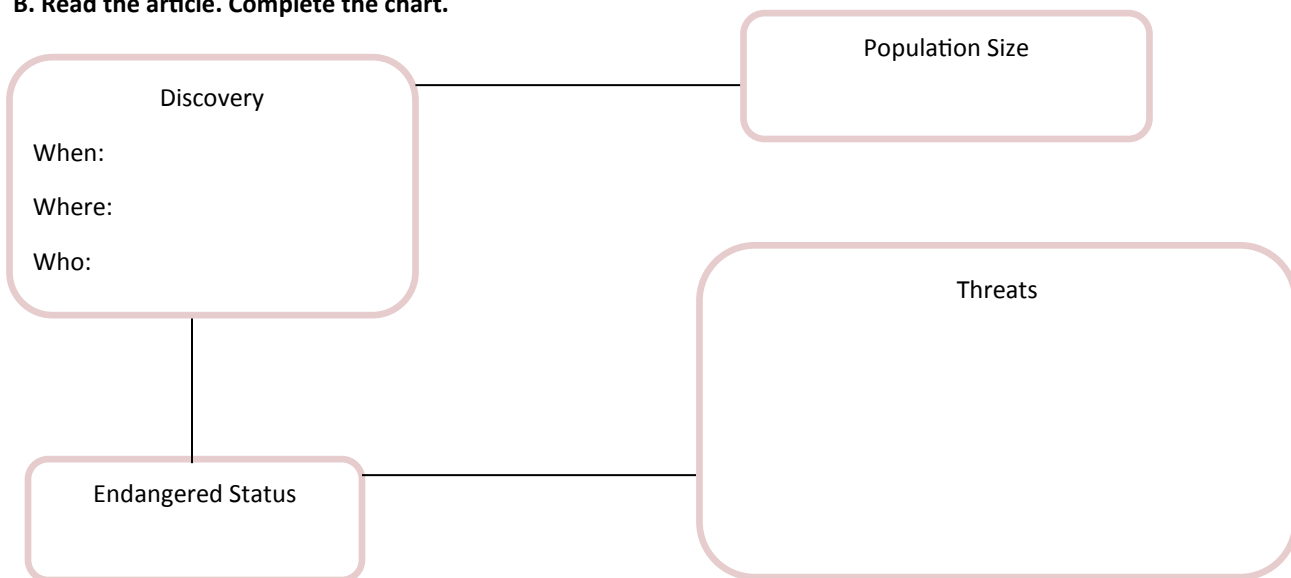 B. Read the article. Complete the chart.
Population Size
Discovery
When:
Where:
Who:
Threats
Endangered Status